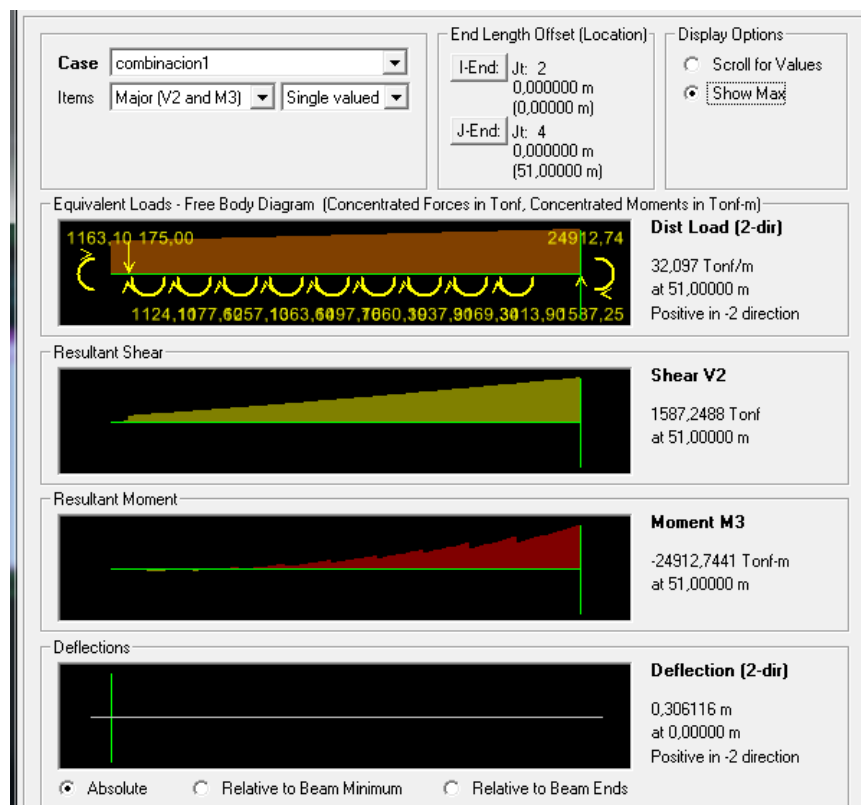 End Length Offset (Location)
Display Options
Case combinacion1
Items Major (V2 and M3) Single valued
I-End: Jt: 2
0,000000 m
(0,00000 m)
J-End: Jt: 4
0,000000 m
(51,00000 m)
Scroll for Values
Show Max
Equivalent Loads - Free Body Diagram (Concentrated Forces in Tonf, Concentrated Moments in Tonf-m)
1163,10 175,00 24912,74
1587,25
Dist Load (2-dir)
32,097 Tonf/m
at 51,00000 m
Positive in -2 direction
Resultant Shear
Shear V2
1587,2488 Tonf
at 51,00000 m
Resultant Moment
Moment M3
-24912,7441 Tonf-m
at 51,00000 m
Deflections
Deflection (2-dir)
0,306116 m
at 0,00000 m
Positive in -2 direction
Absolute Relative to Beam Minimum Relative to Beam Ends